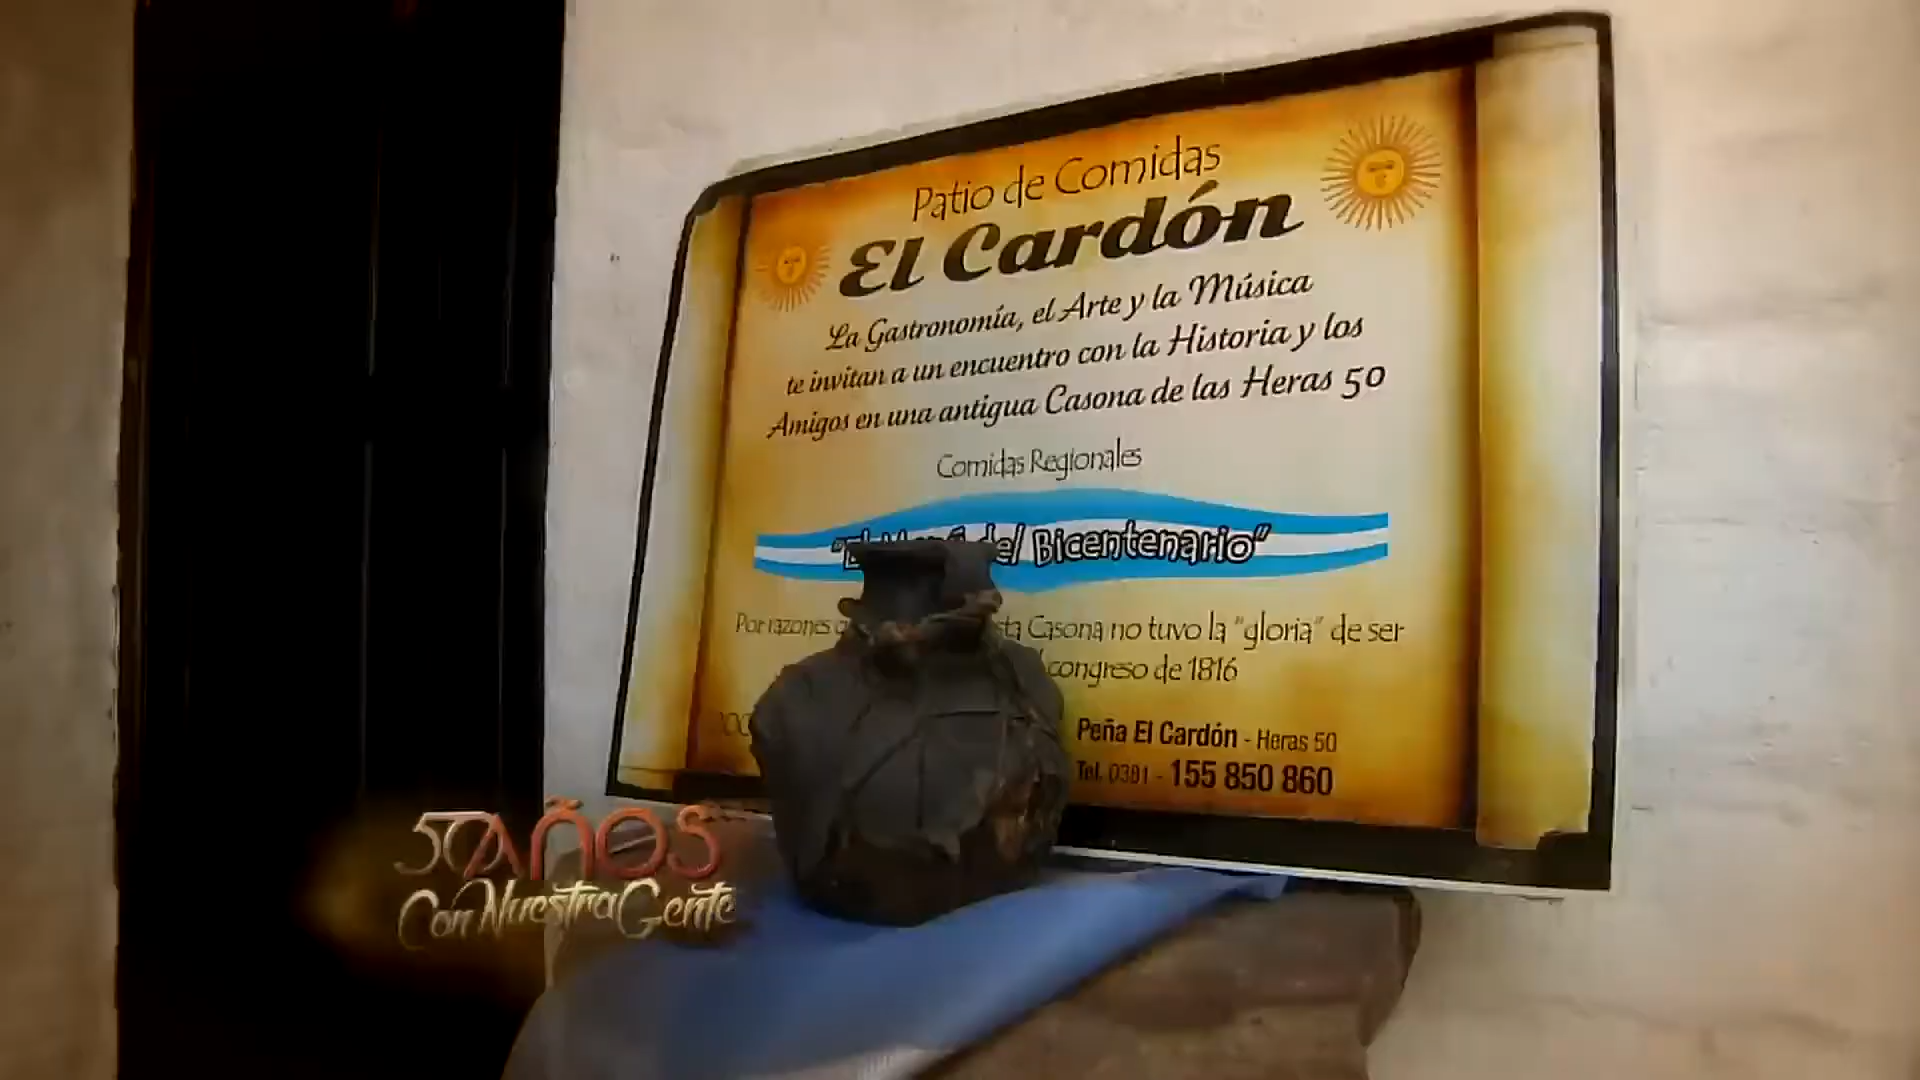 Patio de Comidas
El Cardón
La Gastronomía, el Arte y la Música
te invitan a un encuentro con la Historia y los
Amigos en una antigua Casona de las Heras 50
Comidas Regionales
del Bicentenario"
Por razones Casona no tuvo la "gloria" de ser
congreso de 1816
Peña El Cardón - Heras 50
Tel. 0381 - 155 850 860
50 AÑOS
Con Nuestra Gente